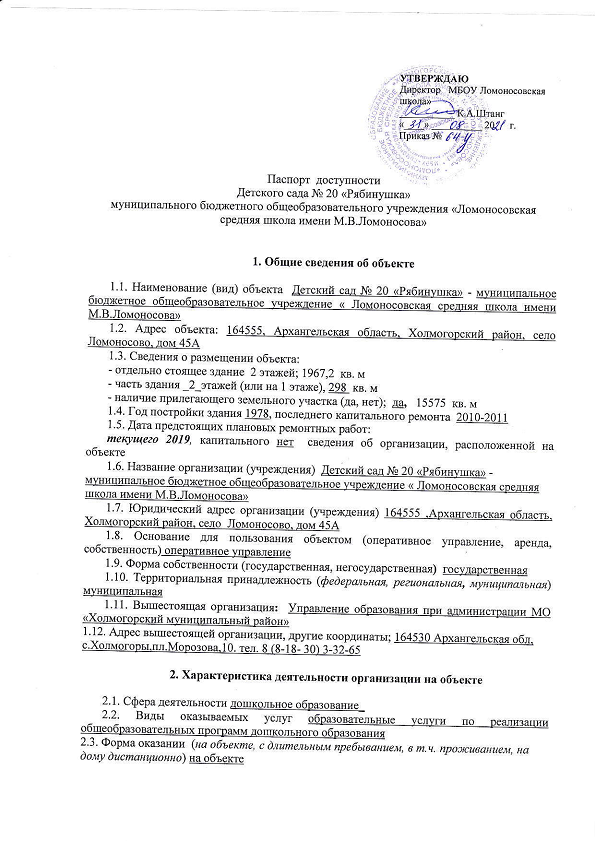 УТВЕРЖДАЮ
Директор МБОУ Ломоносовская
школа»
К.А.Штанг
« 31 » 08 2021 г.
Приказ № 64-у
Паспорт доступности
Детского сада № 20 «Рябинушка»
муниципального бюджетного общеобразовательного учреждения «Ломоносовская
средняя школа имени М.В.Ломоносова»
1. Общие сведения об объекте
1.1. Наименование (вид) объекта Детский сад № 20 «Рябинушка» - муниципальное
бюджетное общеобразовательное учреждение « Ломоносовская средняя школа имени
М.В.Ломоносова»
1.2. Адрес объекта: 164555, Архангельская область, Холмогорский район, село
Ломоносово, дом 45А
1.3. Сведения о размещении объекта:
- отдельно стоящее здание 2 этажей; 1967,2 кв. м
- часть здания _2_этажей (или на 1 этаже), 298 кв. м
- наличие прилегающего земельного участка (да, нет); да, 15575 кв. м
1.4. Год постройки здания 1978, последнего капитального ремонта 2010-2011
1.5. Дата предстоящих плановых ремонтных работ:
текущего 2019, капитального нет сведения об организации, расположенной на
объекте
1.6. Название организации (учреждения) Детский сад № 20 «Рябинушка» -
муниципальное бюджетное общеобразовательное учреждение « Ломоносовская средняя
школа имени М.В.Ломоносова»
1.7. Юридический адрес организации (учреждения) 164555 ,Архангельская область,
Холмогорский район, село Ломоносово, дом 45А
1.8. Основание для пользования объектом (оперативное управление, аренда,
собственность) оперативное управление
1.9. Форма собственности (государственная, негосударственная) государственная
1.10. Территориальная принадлежность (федеральная, региональная, муниципальная)
муниципальная
1.11. Вышестоящая организация: Управление образования при администрации МО
«Холмогорский муниципальный район»
1.12. Адрес вышестоящей организации, другие координаты; 164530 Архангельская обл,
с.Холмогоры.пл.Морозова,10. тел. 8 (8-18- 30) 3-32-65
2. Характеристика деятельности организации на объекте
2.1. Сфера деятельности дошкольное образование_
2.2. Виды оказываемых услуг образовательные услуги по реализации
общеобразовательных программ дошкольного образования
2.3. Форма оказании (на объекте, с длительным пребыванием, в т.ч. проживанием, на
дому дистанционно) на объекте